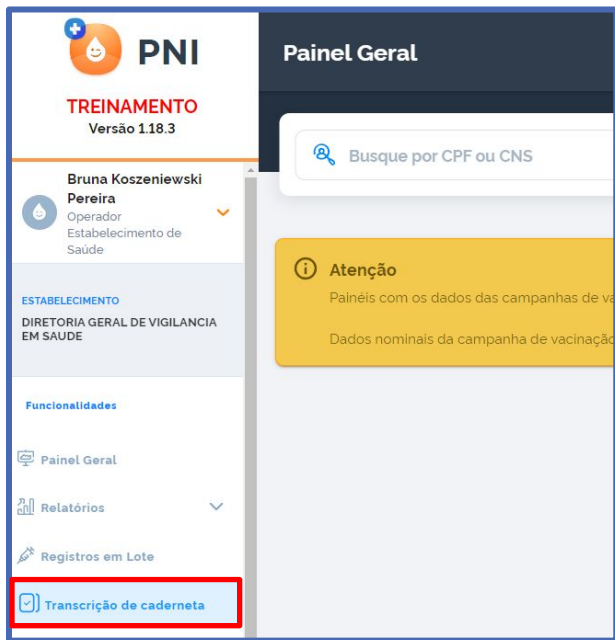 PNI
TREINAMENTO
Versão 1.18.3
Bruna Koszeniewski
Pereira
Operador
Estabelecimento de
Saúde
ESTABELECIMENTO
DIRETORIA GERAL DE VIGILANCIA
EM SAUDE
Funcionalidades
Painel Geral
Relatórios
Registros em Lote
Transcrição de caderneta
Painel Geral
Busque por CPF ou CNS
Atenção
Painéis com os dados das campanhas de va
Dados nominais da campanha de vacinação